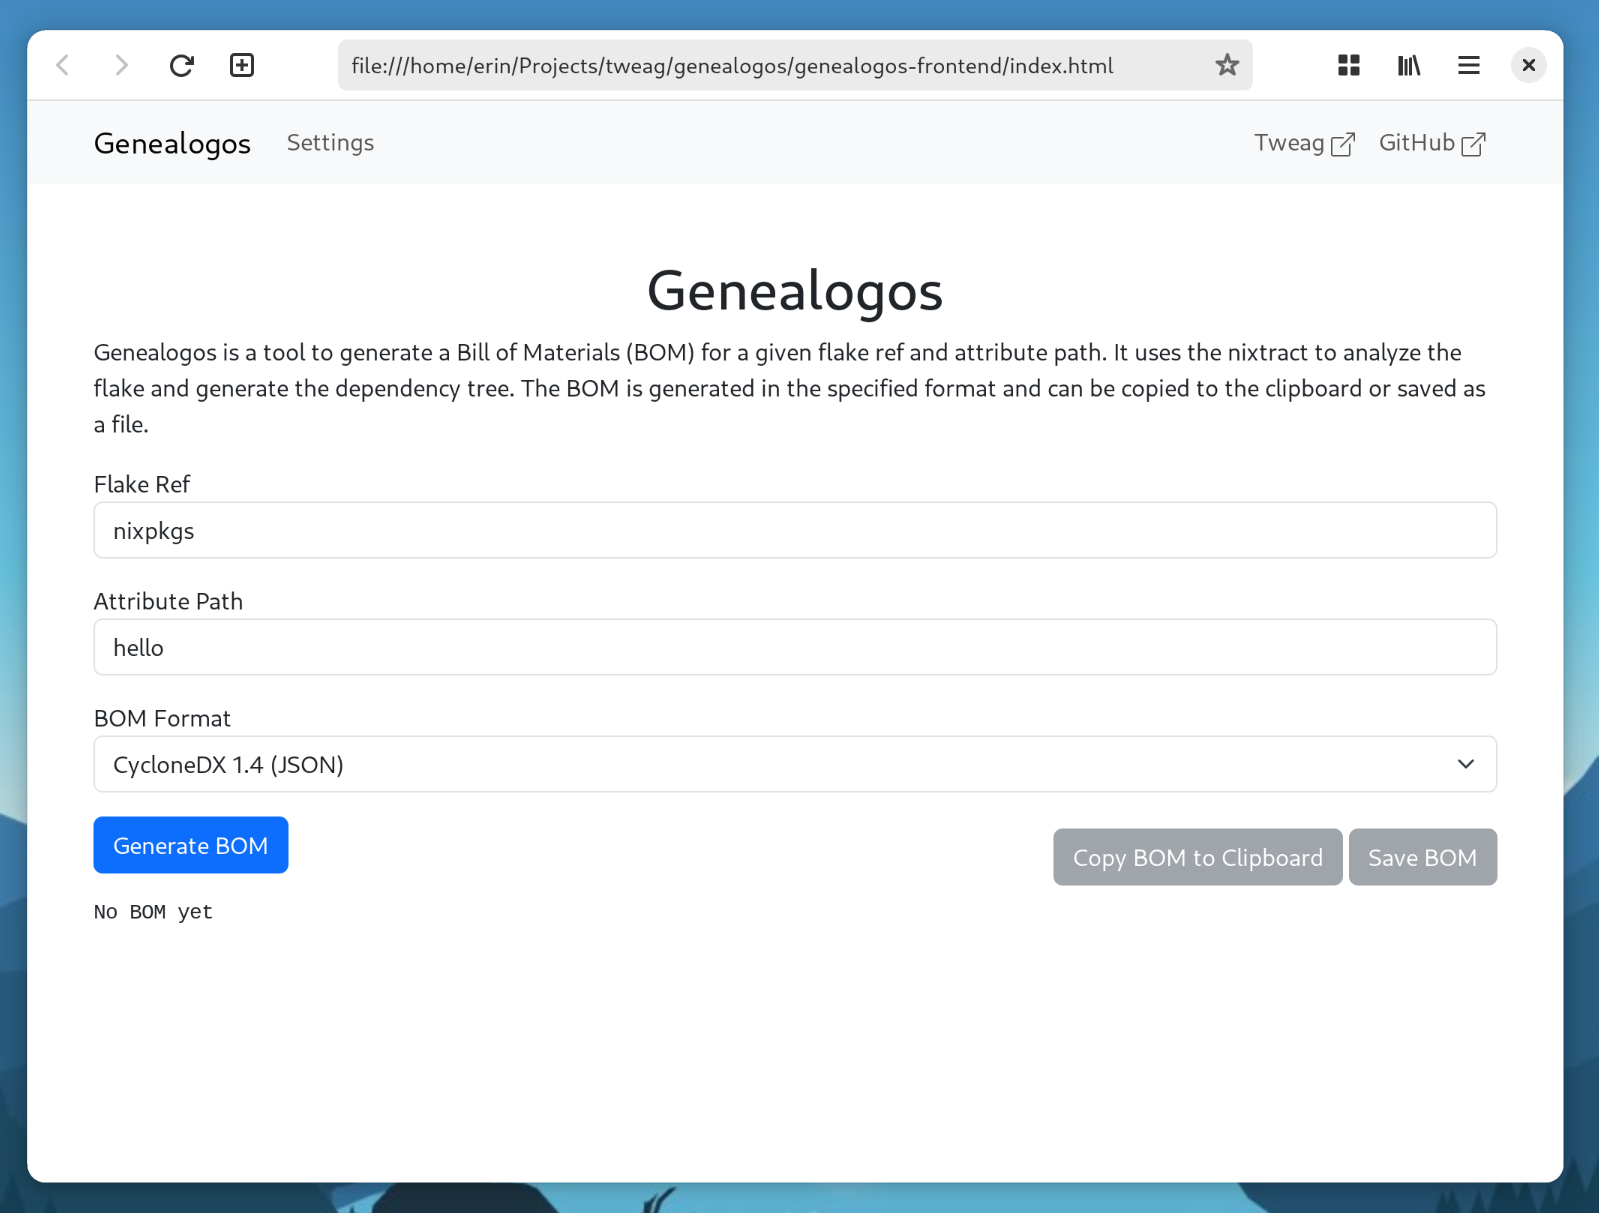 file:///home/erin/Projects/tweag/genealogos/genealogos-frontend/index.html
Genealogos Settings Tweag GitHub
Genealogos
Genealogos is a tool to generate a Bill of Materials (BOM) for a given flake ref and attribute path. It uses the nixtract to analyze the
flake and generate the dependency tree. The BOM is generated in the specified format and can be copied to the clipboard or saved as
a file.
Flake Ref
nixpkgs
Attribute Path
hello
BOM Format
CycloneDX 1.4 (JSON)
Generate BOM Copy BOM to Clipboard Save BOM
No BOM yet